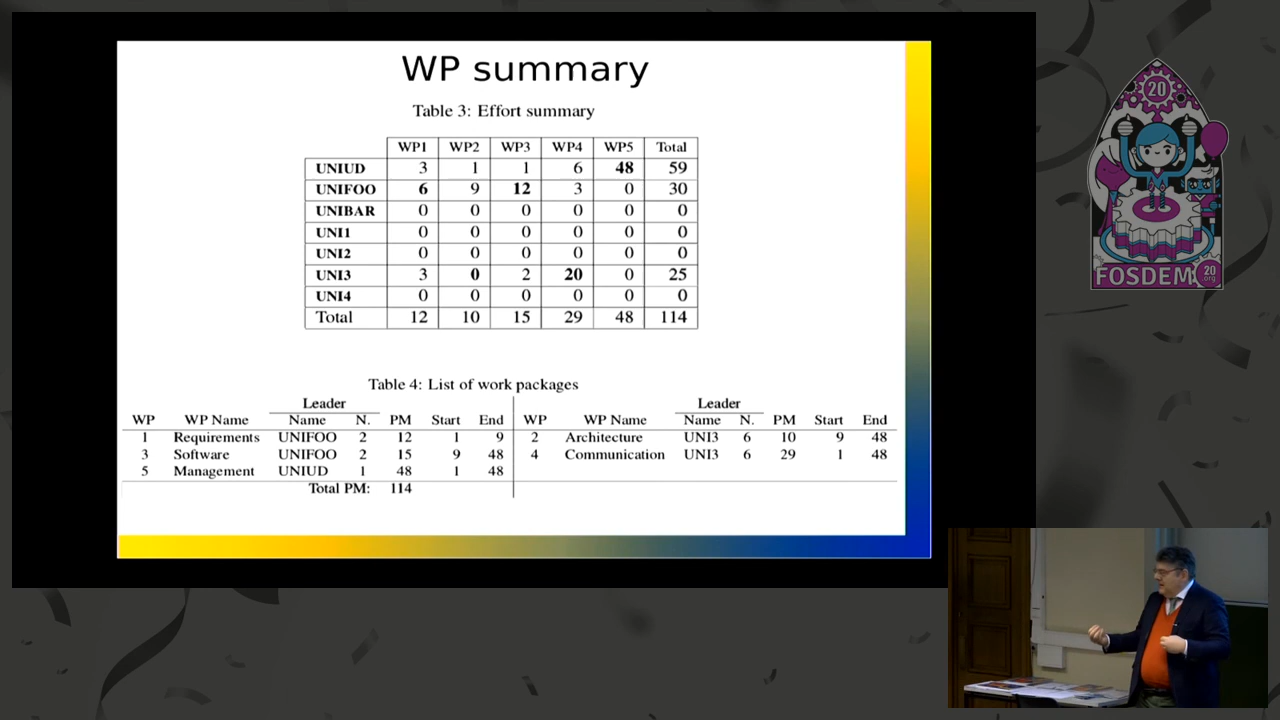 WP summary
Table 3: Effort summary
WP1 WP2 WP3 WP4 WP5 Total
UNIUD 3 1 1 6 48 59
UNIFOO 6 9 12 3 0 30
UNIBAR 0 0 0 0 0 0
UNI1 0 0 0 0 0 0
UNI2 0 0 0 0 0 0
UNI3 3 0 2 20 0 25
UNI4 0 0 0 0 0 0
Total 12 10 15 29 48 114
Table 4: List of work packages
Leader Leader
WP WP Name Name N. PM Start End WP WP Name Name N. PM Start End
1 Requirements UNIFOO 2 12 1 9 2 Architecture UNI3 6 10 9 48
3 Software UNIFOO 2 15 9 48 4 Communication UNI3 6 29 1 48
5 Management UNIUD 1 48 1 48
Total PM: 114
20
FOSDEM 20
.org